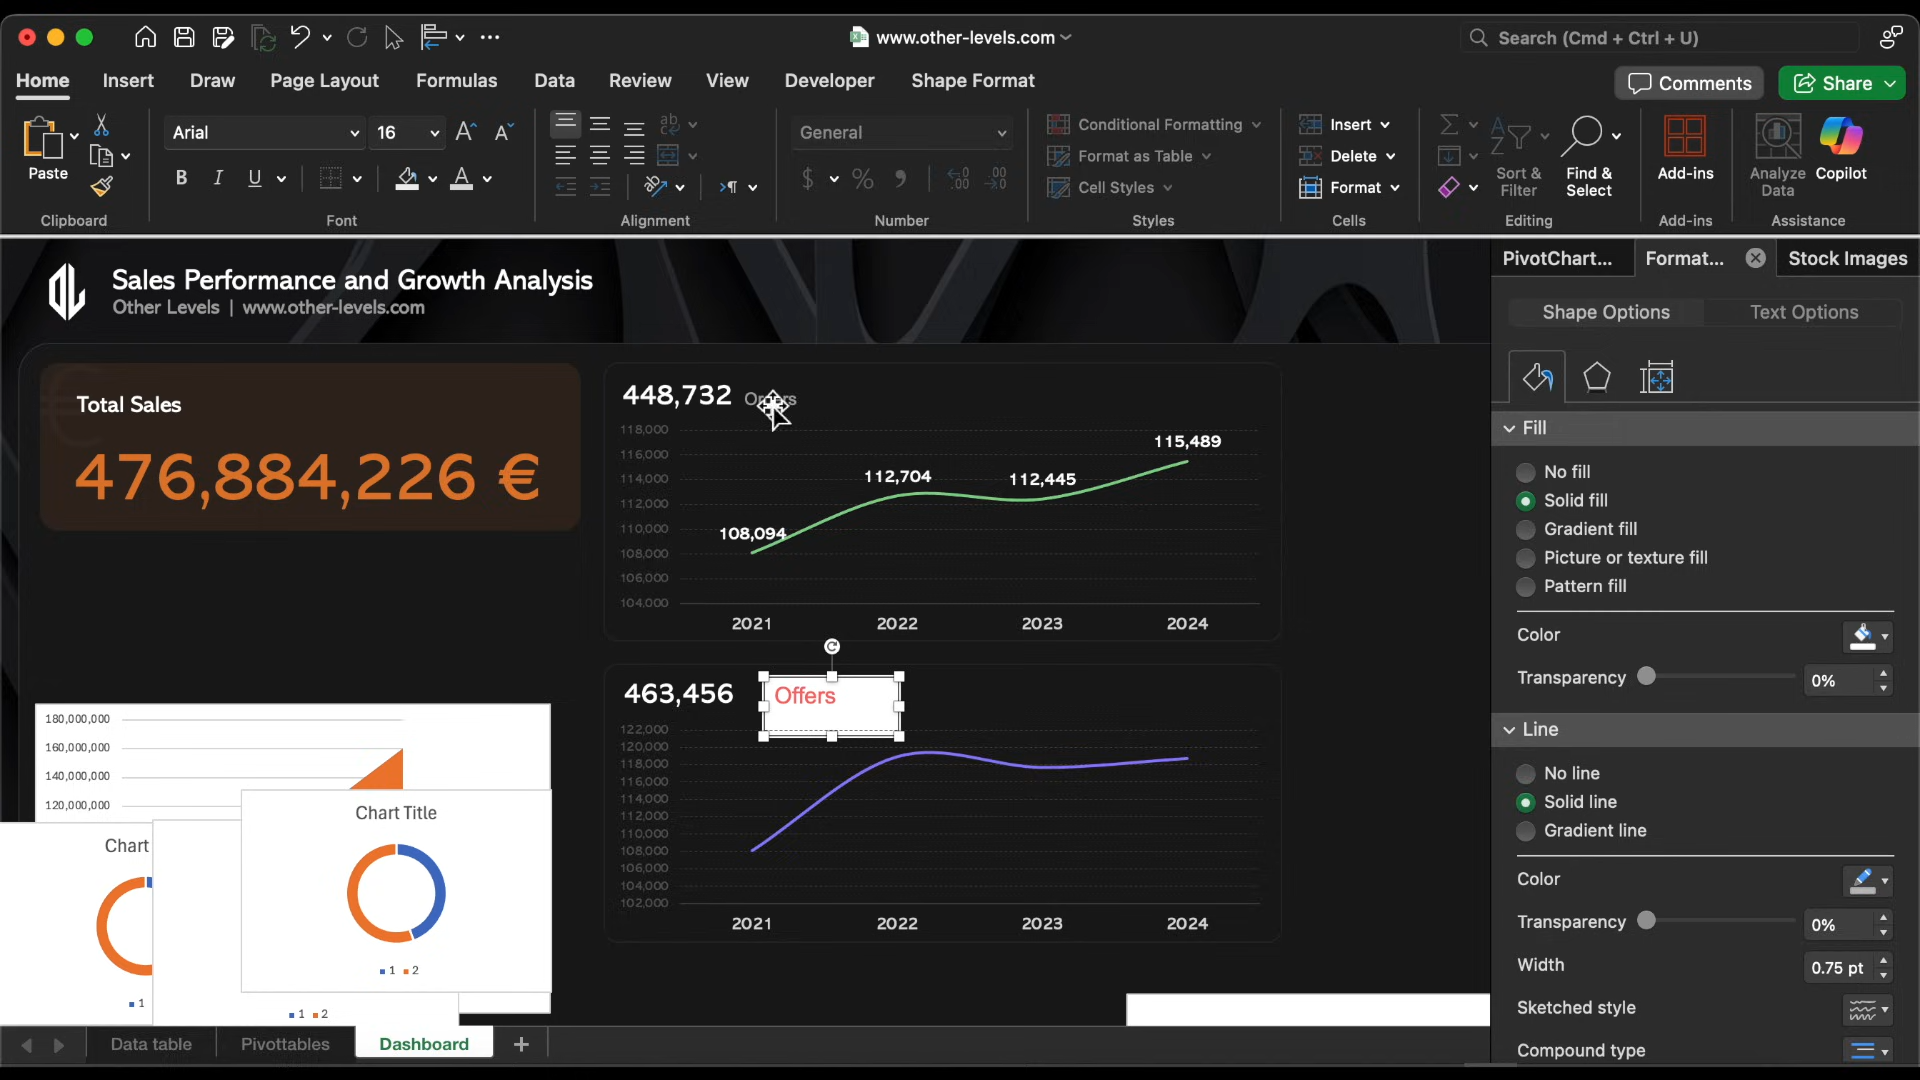 www.other-levels.com
Search (Cmd + Ctrl + U)
Home
Insert
Draw
Page Layout
Formulas
Data
Review
View
Developer
Shape Format
Comments
Share
Paste
Clipboard
Arial
16
B
I
U
A
Font
Alignment
General
$
%
Number
Conditional Formatting
Format as Table
Cell Styles
Styles
Insert
Delete
Format
Cells
Sort &
Filter
Find &
Select
Editing
Add-ins
Add-ins
Analyze
Data
Copilot
Assistance
Sales Performance and Growth Analysis
Other Levels | www.other-levels.com
Total Sales
476,884,226 €
448,732
118,000
116,000
114,000
112,000
110,000
108,000
106,000
104,000
108,094
112,704
112,445
115,489
2021
2022
2023
2024
463,456
Offers
122,000
120,000
118,000
116,000
114,000
112,000
110,000
108,000
106,000
104,000
102,000
2021
2022
2023
2024
180,000,000
160,000,000
140,000,000
120,000,000
Chart
1
Chart Title
1 2
1 2
PivotChart...
Format...
Stock Images
Shape Options
Text Options
Fill
No fill
Solid fill
Gradient fill
Picture or texture fill
Pattern fill
Color
Transparency
0%
Line
No line
Solid line
Gradient line
Color
Transparency
0%
Width
0.75 pt
Sketched style
Compound type
Data table
Pivottables
Dashboard